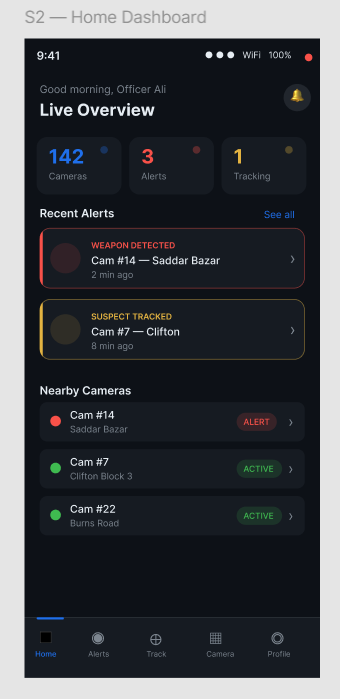 S2 — Home Dashboard
9:41
WiFi 100%
Good morning, Officer Ali
Live Overview
142
Cameras
3
Alerts
1
Tracking
Recent Alerts
See all
WEAPON DETECTED
Cam #14 — Saddar Bazar
2 min ago
SUSPECT TRACKED
Cam #7 — Clifton
8 min ago
Nearby Cameras
Cam #14
Saddar Bazar
ALERT
Cam #7
Clifton Block 3
ACTIVE
Cam #22
Burns Road
ACTIVE
Home Alerts Track Camera Profile